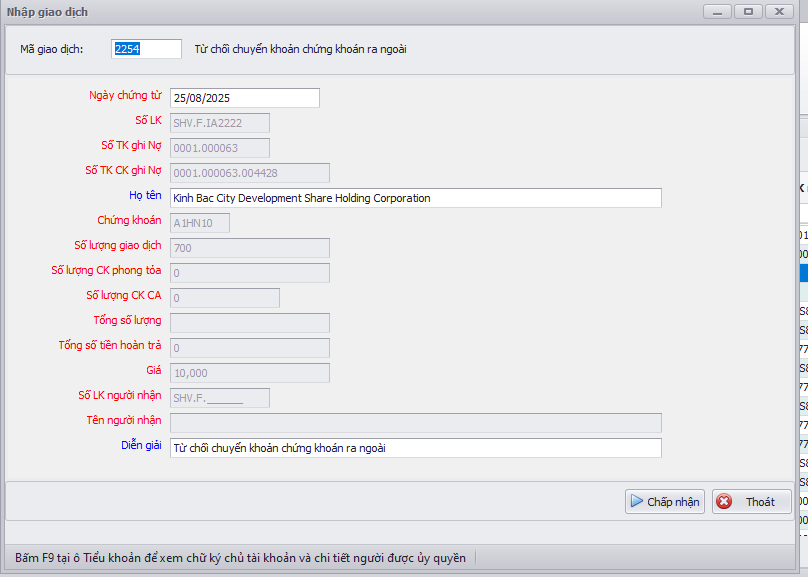 Nhập giao dịch
Mã giao dịch: 2254 Từ chối chuyển khoản chứng khoán ra ngoài
Ngày chứng từ 25/08/2025
Số LK SHV.F.IA2222
Số TK ghi Nợ 0001.000063
Số TK CK ghi Nợ 0001.000063.004428
Họ tên Kinh Bac City Development Share Holding Corporation
Chứng khoán A1HN10
Số lượng giao dịch 700
Số lượng CK phong tỏa 0
Số lượng CK CA 0
Tổng số lượng
Tổng số tiền hoàn trả 0
Giá 10,000
Số LK người nhận SHV.F.______
Tên người nhận
Diễn giải Từ chối chuyển khoản chứng khoán ra ngoài
Chấp nhận Thoát
Bấm F9 tại ô Tiểu khoản để xem chữ ký chủ tài khoản và chi tiết người được ủy quyền